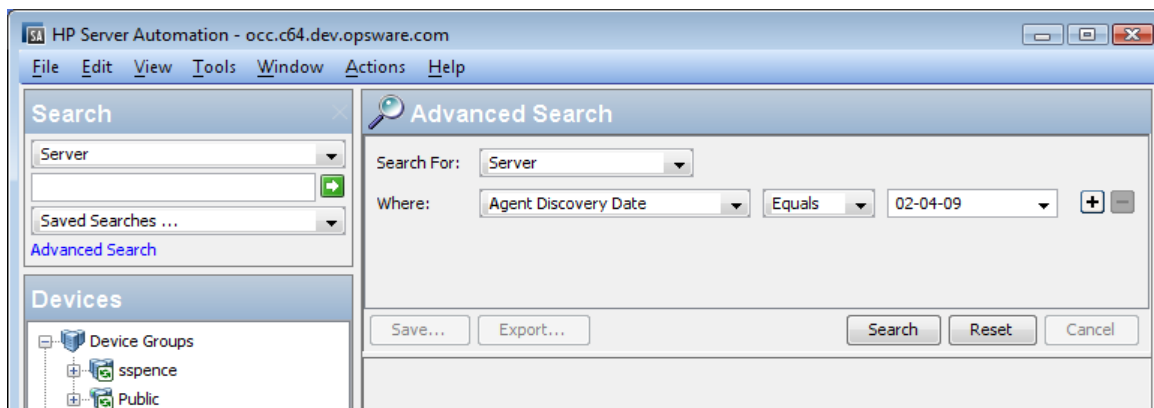 SA HP Server Automation - occ.c64.dev.opsware.com
File Edit View Tools Window Actions Help
Search
Server
Saved Searches ...
Advanced Search
Devices
Device Groups
sspence
Public
Advanced Search
Search For: Server
Where: Agent Discovery Date Equals 02-04-09
Save... Export... Search Reset Cancel